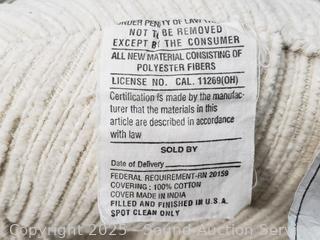 UNDER PENALTY OF LAW
NOT TO BE REMOVED
EXCEPT BY THE CONSUMER
ALL NEW MATERIAL CONSISTING OF
POLYESTER FIBERS
LICENSE NO. CAL. 11269(OH)
Certification is made by the manufac-
turer that the materials in this
article are described in accordance
with law
SOLD BY
Date of Delivery
FEDERAL REQUIREMENT-RN 20159
COVERING : 100% COTTON
COVER MADE IN INDIA
FILLED AND FINISHED IN U.S.A.
SPOT CLEAN ONLY
Copyright 2025 - Sound Auction Service